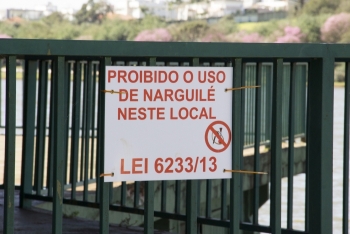 PROIBIDO O USO
DE NARGUILÉ
NESTE LOCAL
LEI 6233/13